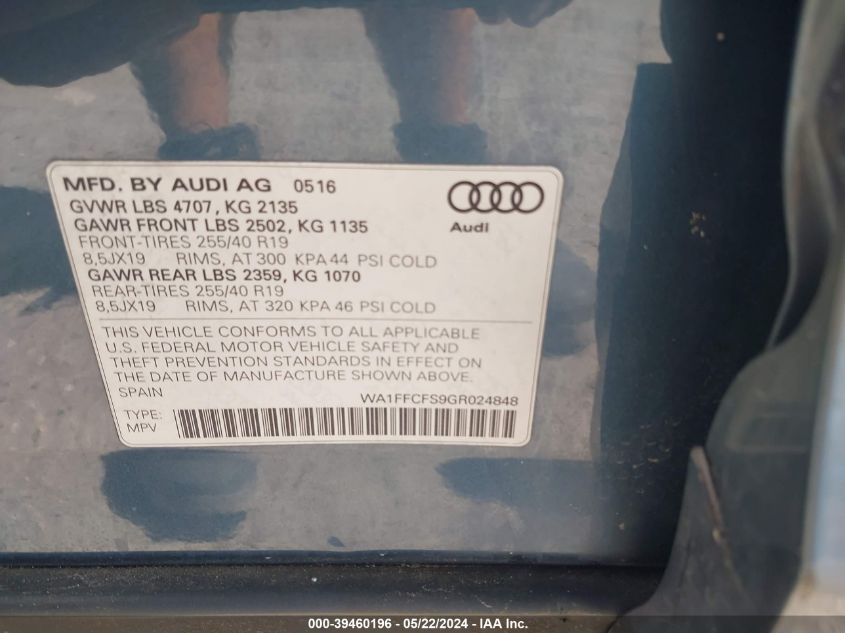 MFD. BY AUDI AG 0516
GVWR LBS 4707, KG 2135
GAWR FRONT LBS 2502, KG 1135
FRONT-TIRES 255/40 R19
8,5JX19 RIMS, AT 300 KPA 44 PSI COLD
GAWR REAR LBS 2359, KG 1070
REAR-TIRES 255/40 R19
8,5JX19 RIMS, AT 320 KPA 46 PSI COLD
Audi
THIS VEHICLE CONFORMS TO ALL APPLICABLE
U.S. FEDERAL MOTOR VEHICLE SAFETY AND
THEFT PREVENTION STANDARDS IN EFFECT ON
THE DATE OF MANUFACTURE SHOWN ABOVE.
SPAIN WA1FFCFS9GR024848
TYPE:
MPV
000-39460196 - 05/22/2024 - IAA Inc.